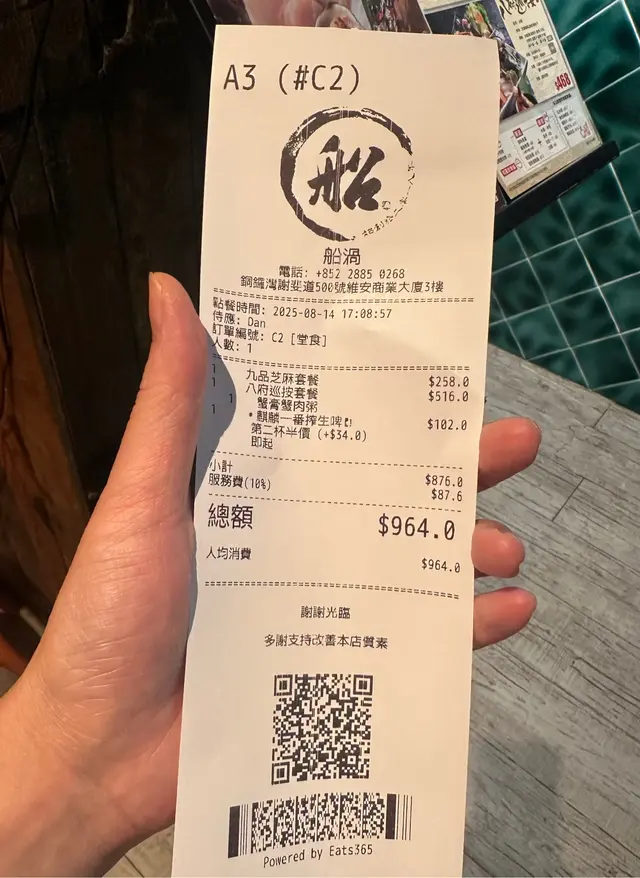 A3 (#C2)
船
船渦
電話: +852 2885 0268
銅鑼灣謝斐道500號維安商業大廈3樓
點餐時間: 2025-08-14 17:08:57
侍應: Dan
訂單編號: C2 [堂食]
人數: 1
1 九品芝麻套餐 $258.0
1 八府巡按套餐 $516.0
1 蟹膏蟹肉粥
1 •麒麟一番搾生啤 $102.0
第二杯半價 (+$34.0)
即起
小計 $876.0
服務費(10%) $87.6
總額 $964.0
人均消費 $964.0
謝謝光臨
多謝支持改善本店質素
Powered by Eats365
$468